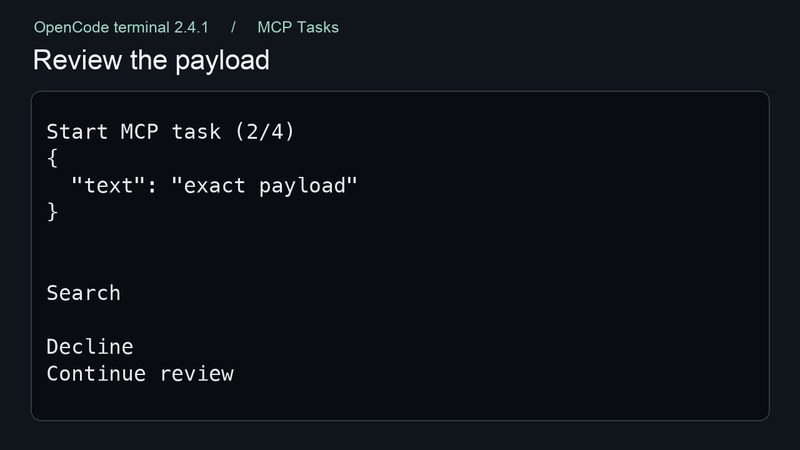 OpenCode terminal 2.4.1 / MCP Tasks
Review the payload
Start MCP task (2/4)
{
  "text": "exact payload"
}
Search
Decline
Continue review